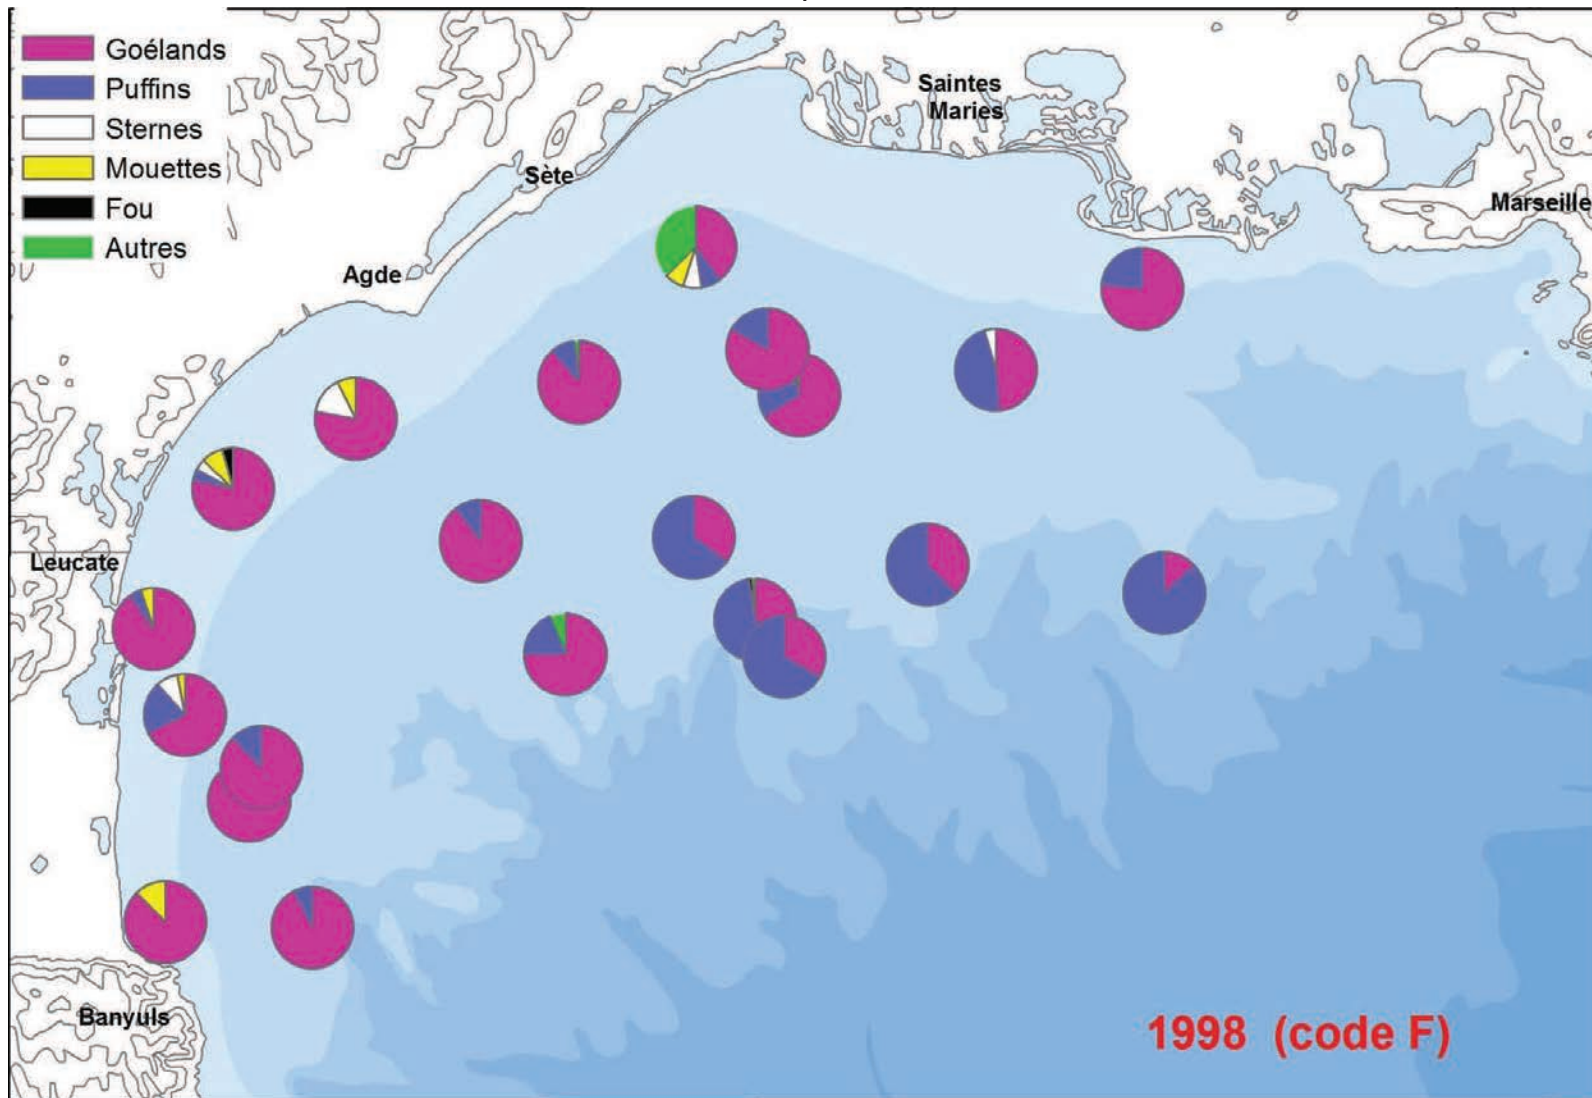 Goélands
Puffins
Sternes
Mouettes
Fou
Autres
Saintes
Maries
Sète
Marseille
Agde
Leucate
Banyuls
1998 (code F)